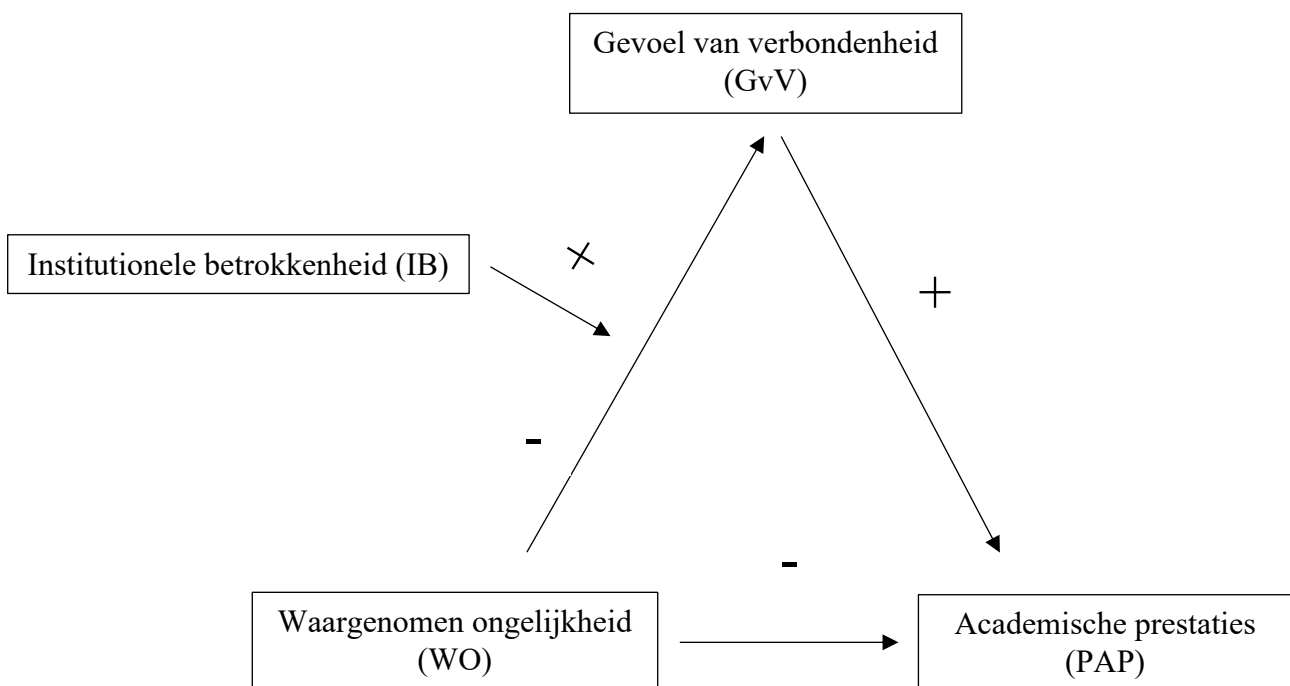 Gevoel van verbondenheid
(GvV)
+
Institutionele betrokkenheid (IB)
+
-
-
Waargenomen ongelijkheid
(WO)
Academische prestaties
(PAP)